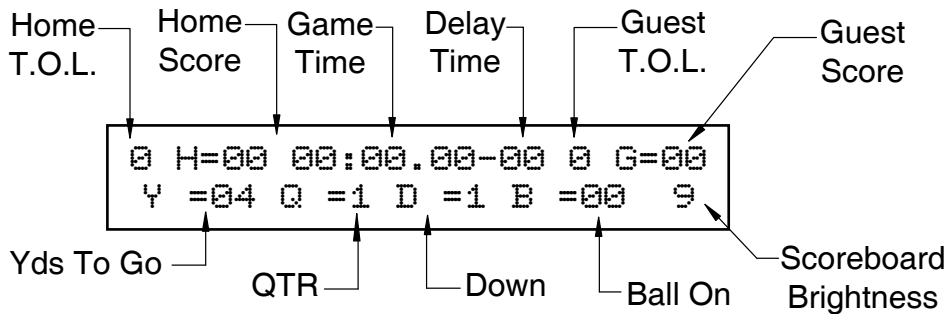 Home T.O.L.
Home Score
Game Time
Delay Time
Guest T.O.L.
Guest Score
0 H=00 00:00.00-00 0 G=00
Y =04 Q =1 D =1 B =00 9
Yds To Go
QTR
Down
Ball On
Scoreboard Brightness